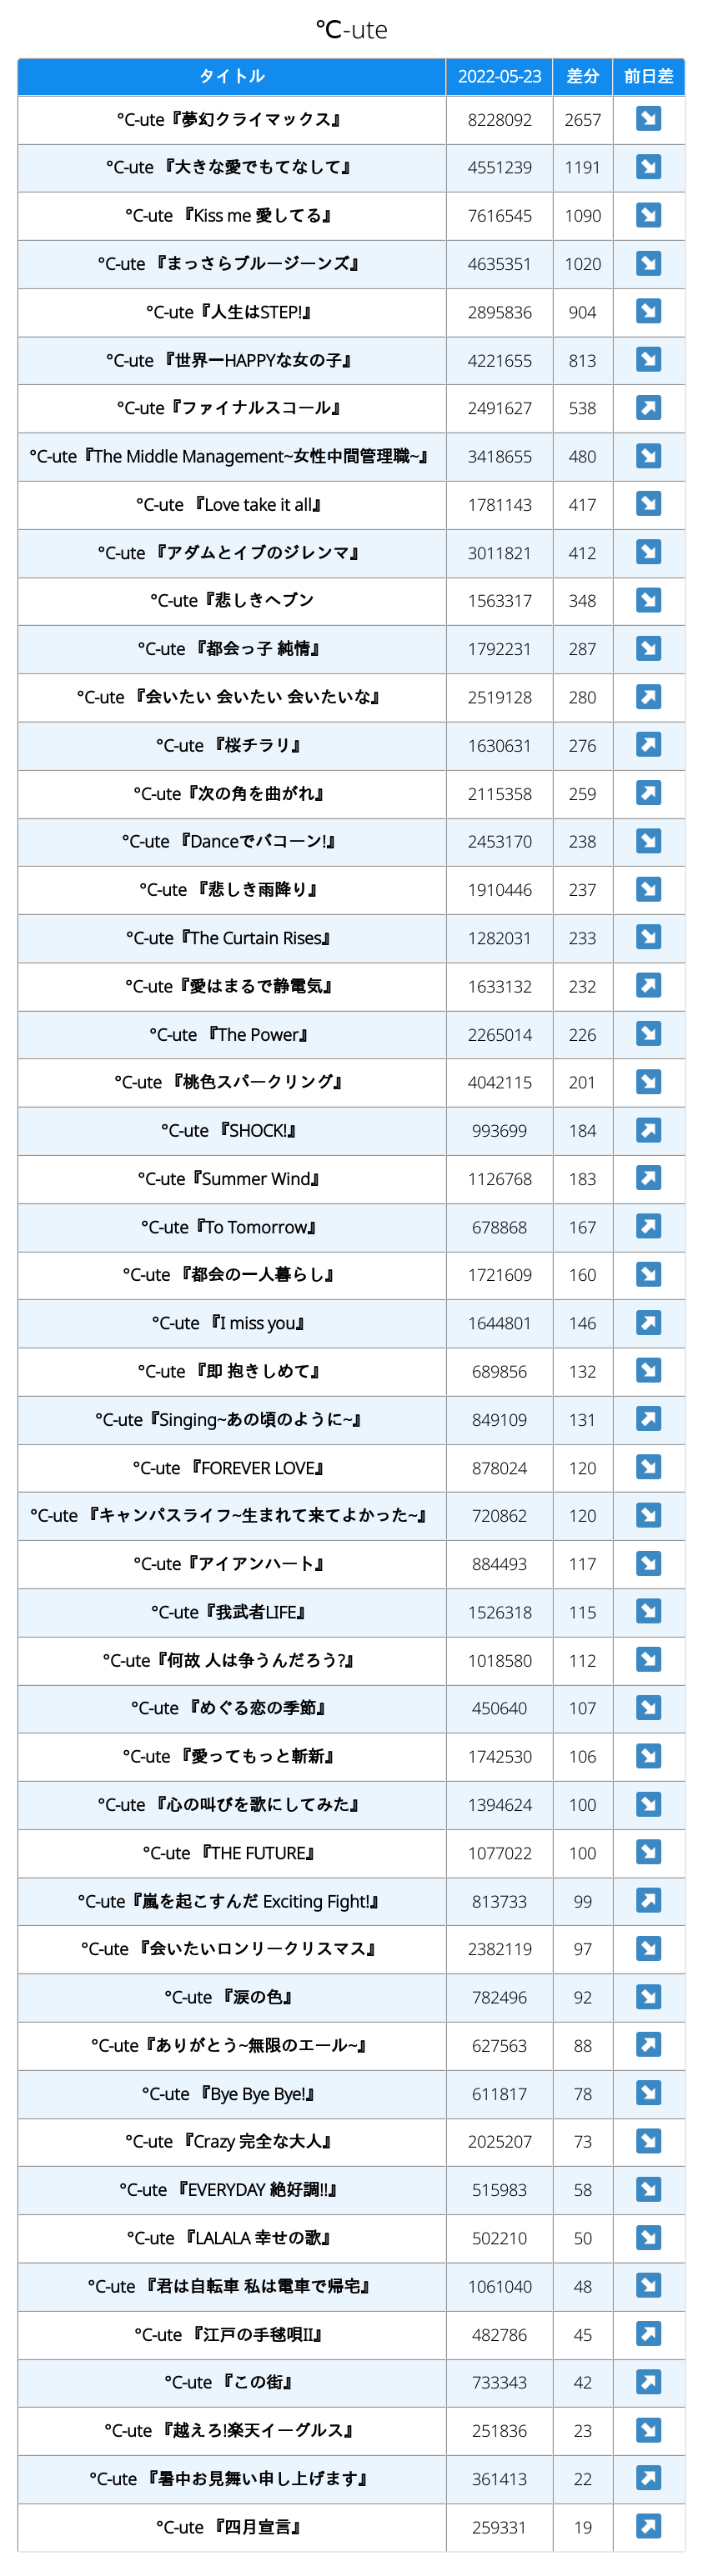 ℃-ute
タイトル 2022-05-23 差分 前日差
°C-ute『夢幻クライマックス』 8228092 2657 ↘
°C-ute 『大きな愛でもてなして』 4551239 1191 ↘
°C-ute 『Kiss me 愛してる』 7616545 1090 ↘
°C-ute 『まっさらブルージーンズ』 4635351 1020 ↘
°C-ute『人生はSTEP!』 2895836 904 ↘
°C-ute 『世界一HAPPYな女の子』 4221655 813 ↘
°C-ute『ファイナルスコール』 2491627 538 ↗
°C-ute『The Middle Management~女性中間管理職~』 3418655 480 ↘
°C-ute 『Love take it all』 1781143 417 ↘
°C-ute 『アダムとイブのジレンマ』 3011821 412 ↘
°C-ute『悲しきヘブン 1563317 348 ↘
°C-ute 『都会っ子 純情』 1792231 287 ↘
°C-ute 『会いたい 会いたい 会いたいな』 2519128 280 ↗
°C-ute 『桜チラリ』 1630631 276 ↗
°C-ute『次の角を曲がれ』 2115358 259 ↗
°C-ute 『Danceでバコーン!』 2453170 238 ↘
°C-ute 『悲しき雨降り』 1910446 237 ↘
°C-ute『The Curtain Rises』 1282031 233 ↘
°C-ute『愛はまるで静電気』 1633132 232 ↗
°C-ute 『The Power』 2265014 226 ↘
°C-ute 『桃色スパークリング』 4042115 201 ↘
°C-ute 『SHOCK!』 993699 184 ↗
°C-ute『Summer Wind』 1126768 183 ↗
°C-ute『To Tomorrow』 678868 167 ↗
°C-ute 『都会の一人暮らし』 1721609 160 ↘
°C-ute 『I miss you』 1644801 146 ↗
°C-ute 『即 抱きしめて』 689856 132 ↘
°C-ute『Singing~あの頃のように~』 849109 131 ↗
°C-ute 『FOREVER LOVE』 878024 120 ↘
°C-ute 『キャンパスライフ~生まれて来てよかった~』 720862 120 ↘
°C-ute『アイアンハート』 884493 117 ↘
°C-ute『我武者LIFE』 1526318 115 ↘
°C-ute『何故 人は争うんだろう?』 1018580 112 ↘
°C-ute 『めぐる恋の季節』 450640 107 ↘
°C-ute 『愛ってもっと斬新』 1742530 106 ↘
°C-ute 『心の叫びを歌にしてみた』 1394624 100 ↘
°C-ute 『THE FUTURE』 1077022 100 ↘
°C-ute『嵐を起こすんだ Exciting Fight!』 813733 99 ↗
°C-ute 『会いたいロンリークリスマス』 2382119 97 ↘
°C-ute 『涙の色』 782496 92 ↘
°C-ute『ありがとう~無限のエール~』 627563 88 ↗
°C-ute 『Bye Bye Bye!』 611817 78 ↘
°C-ute 『Crazy 完全な大人』 2025207 73 ↘
°C-ute 『EVERYDAY 絶好調!!』 515983 58 ↘
°C-ute 『LALALA 幸せの歌』 502210 50 ↘
°C-ute 『君は自転車 私は電車で帰宅』 1061040 48 ↘
°C-ute 『江戸の手毬唄II』 482786 45 ↗
°C-ute 『この街』 733343 42 ↗
°C-ute 『越えろ!楽天イーグルス』 251836 23 ↘
°C-ute 『暑中お見舞い申し上げます』 361413 22 ↗
°C-ute 『四月宣言』 259331 19 ↗